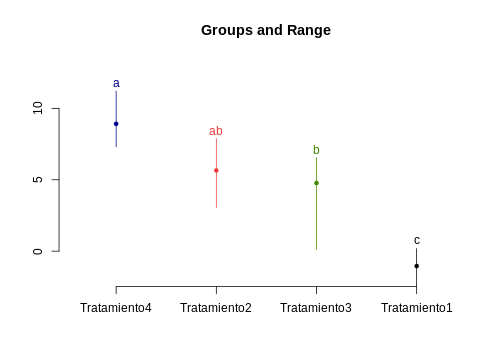 Groups and Range
a
ab
b
c
10
5
0
Tratamiento4 Tratamiento2 Tratamiento3 Tratamiento1